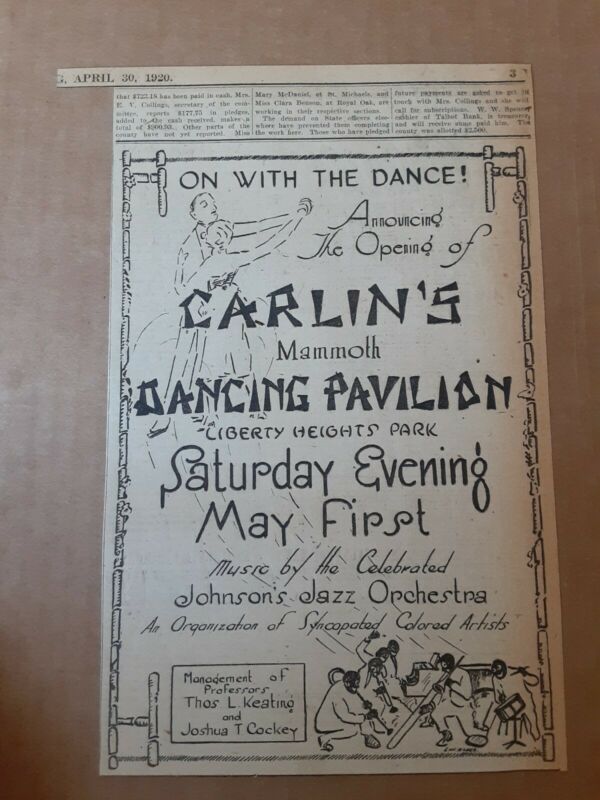 G, APRIL 30, 1920.
3
that $723.18 has been paid in cash. Mrs.
E. V. Collings, secretary of the com-
mittee, reports $177.75 in pledges,
added to the cash received, makes a
total of $900.93. Other parts of the
county have not yet reported. Miss
Mary McDaniel, at St. Michaels, and
Miss Clara Benson, at Royal Oak, are
working in their respective sections.
The demand on State officers else-
where have prevented them completing
the work here. Those who have pledged
future payments are asked to get in
touch with Mrs. Collings and she will
call for subscriptions. W. W. Spencer
cashier of Talbot Bank, is treasurer
and will receive sums paid him. The
county was allotted $2,500.
ON WITH THE DANCE!
Announcing
The Opening of
CARLIN'S
Mammoth
DANCING PAVILION
LIBERTY HEIGHTS PARK
Saturday Evening
May First
Music by the Celebrated
Johnson's Jazz Orchestra
An Organization of Syncopated Colored Artists
Management of
Professors
Thos L. Keating
and
Joshua T Cockey